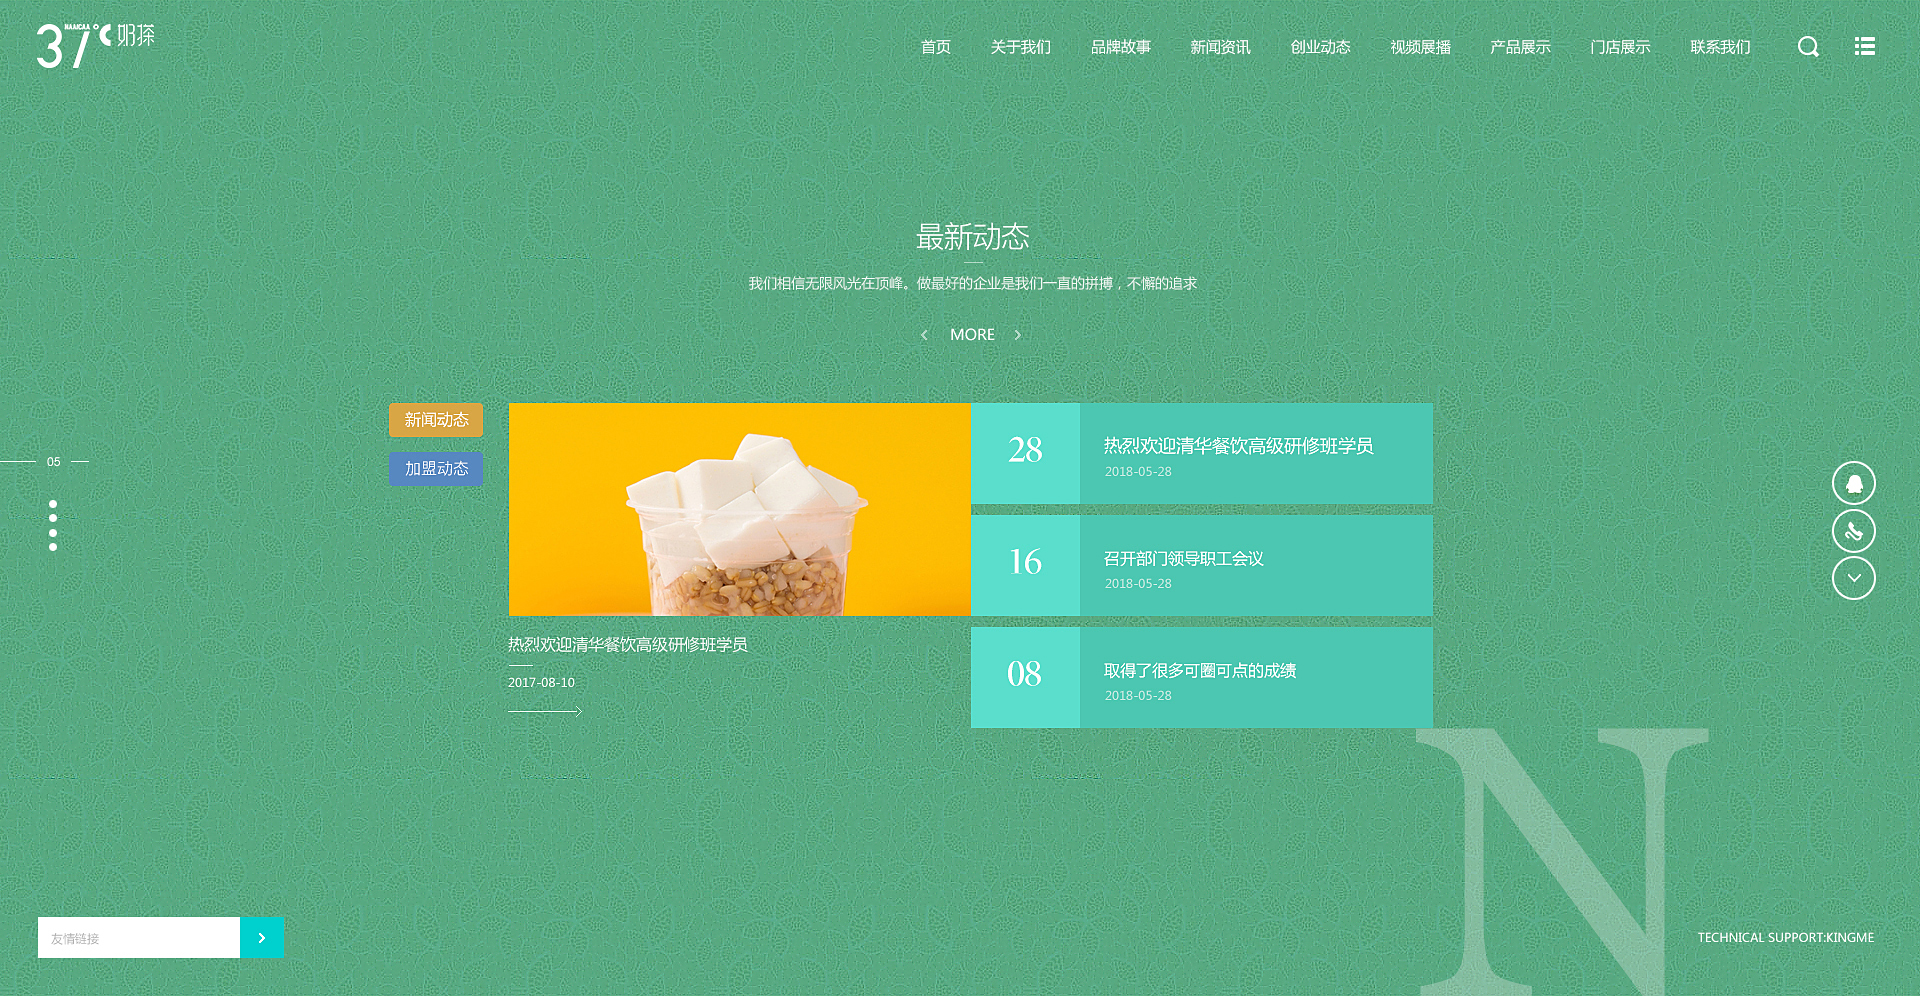 37℃ 奶探
NAAICAA
首页 关于我们 品牌故事 新闻资讯 创业动态 视频展播 产品展示 门店展示 联系我们
最新动态
我们相信无限风光在顶峰。做最好的企业是我们一直的拼搏，不懈的追求
MORE
新闻动态
加盟动态
05
热烈欢迎清华餐饮高级研修班学员
2017-08-10
28
热烈欢迎清华餐饮高级研修班学员
2018-05-28
16
召开部门领导职工会议
2018-05-28
08
取得了很多可圈可点的成绩
2018-05-28
N
友情链接
TECHNICAL SUPPORT:KINGME